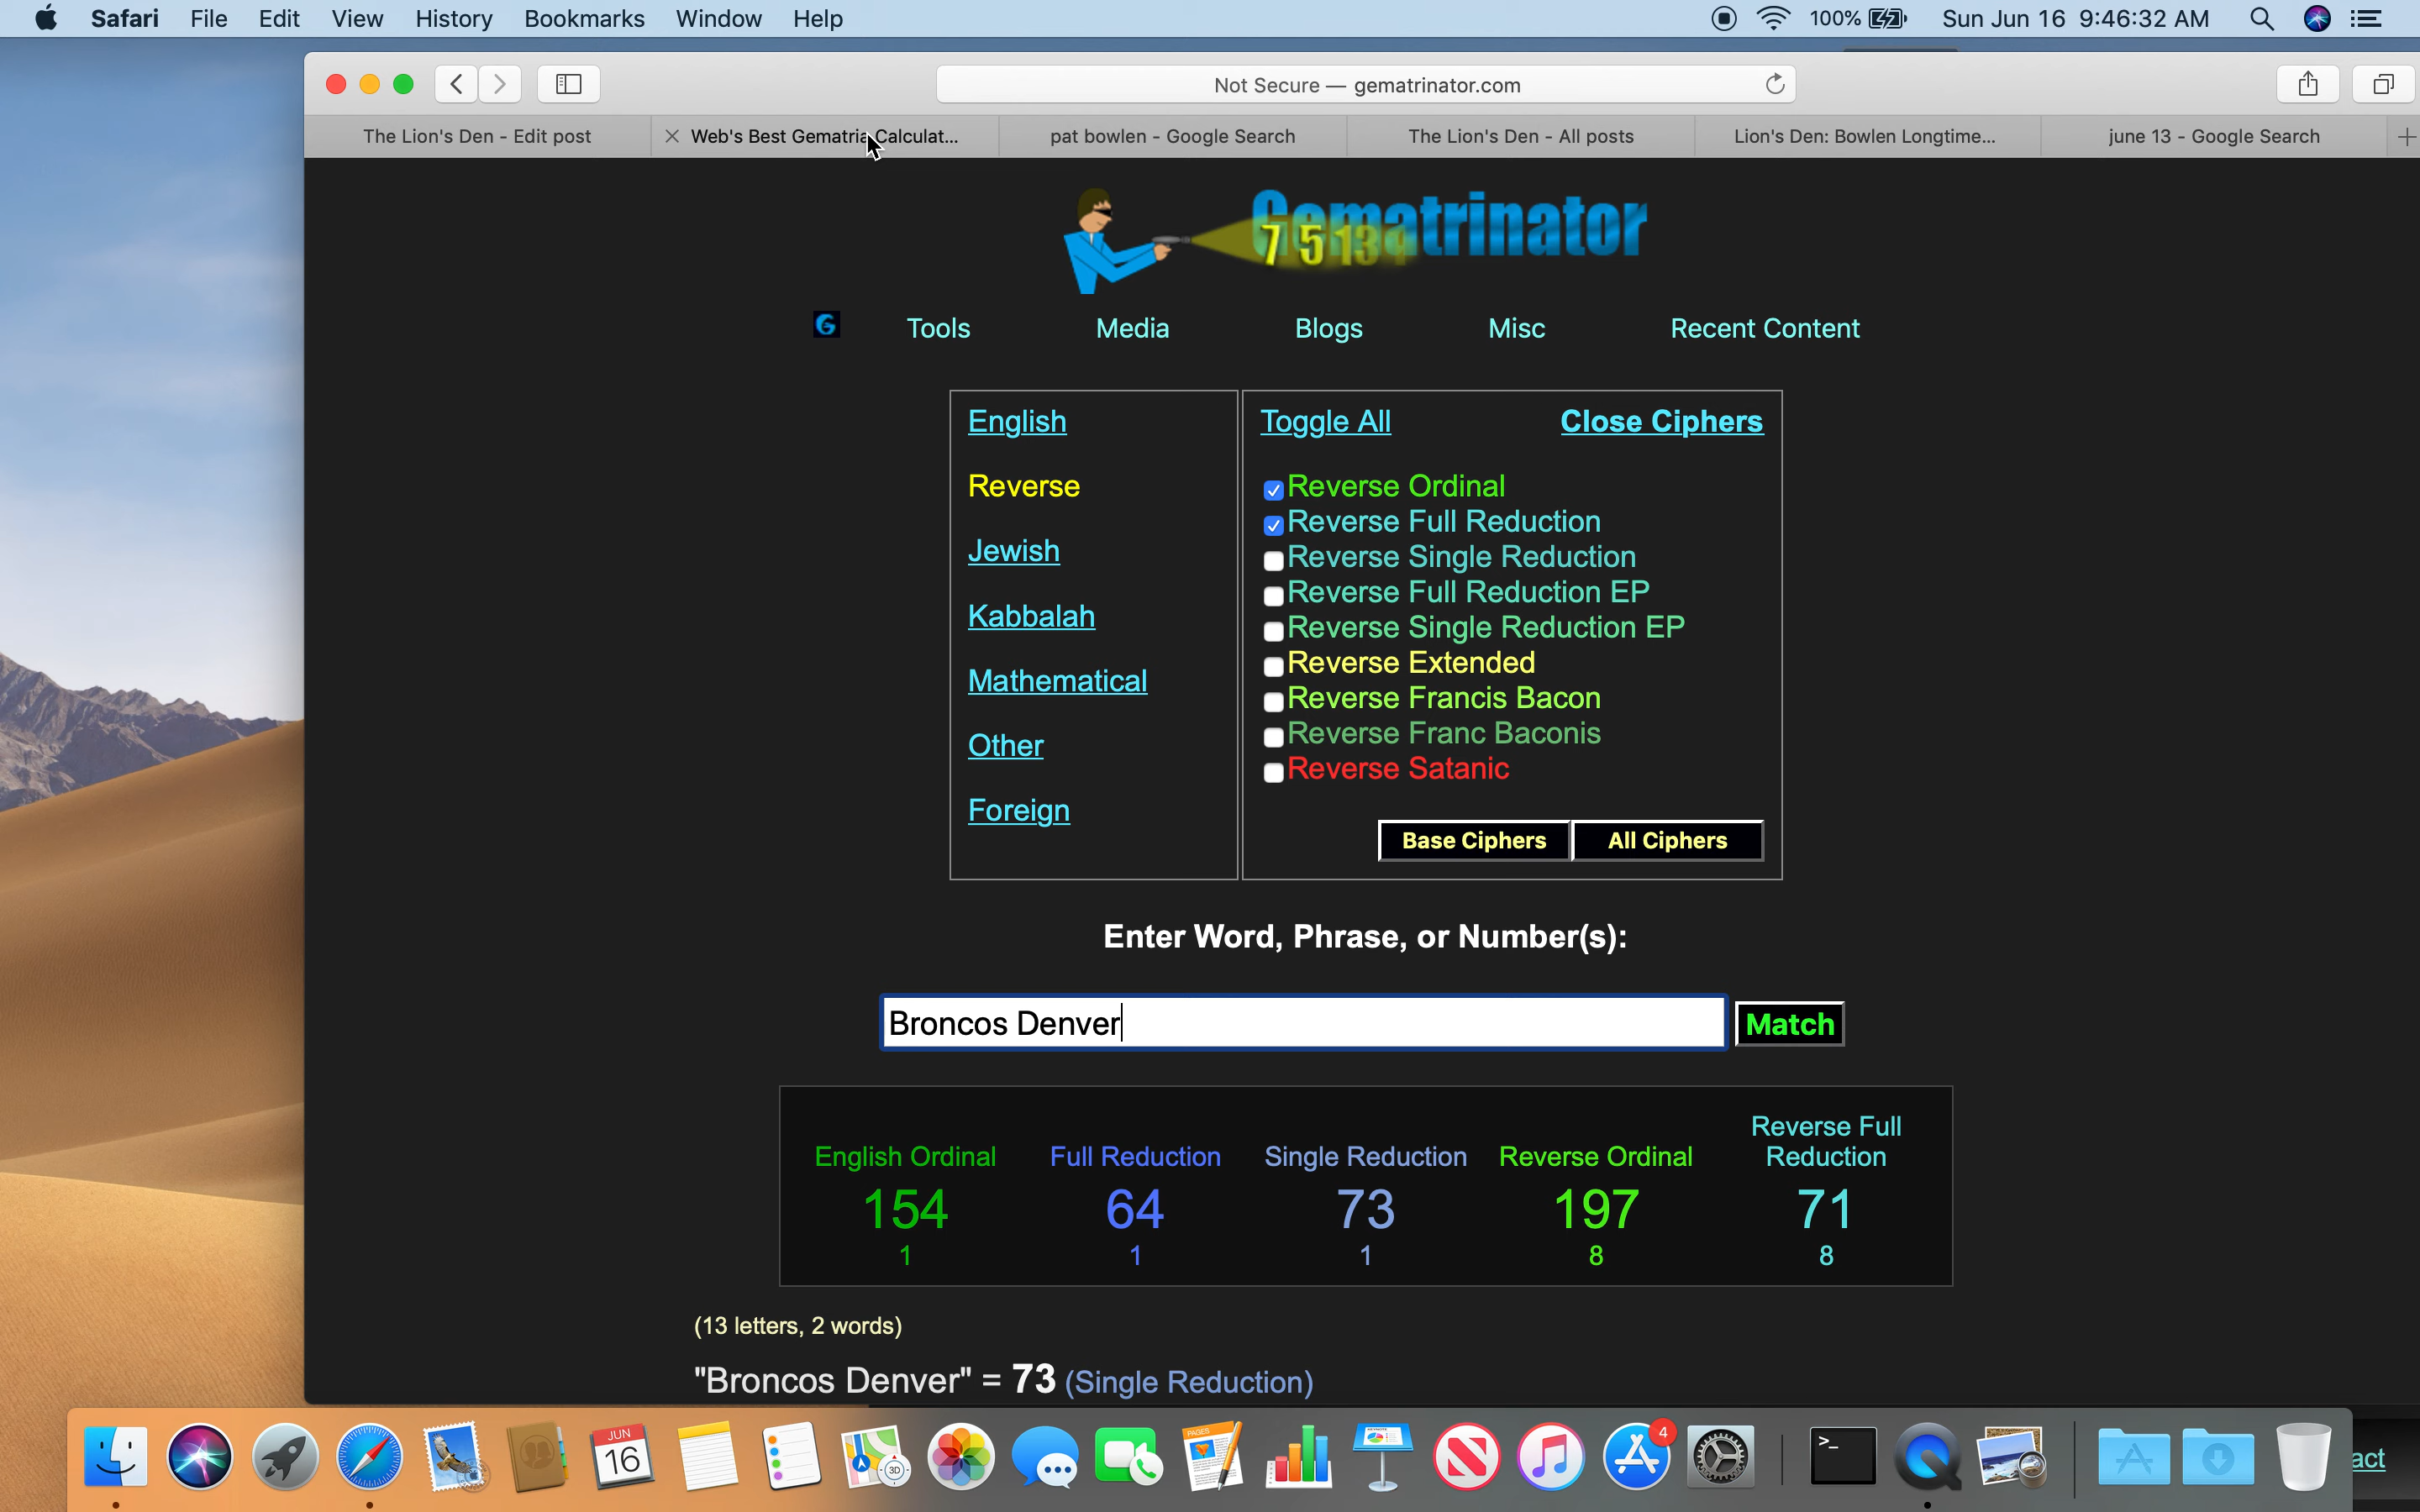 Safari File Edit View History Bookmarks Window Help 100% Sun Jun 16 9:46:32 AM
Not Secure — gematrinator.com
The Lion's Den - Edit post Web's Best Gematria Calculat... pat bowlen - Google Search The Lion's Den - All posts Lion's Den: Bowlen Longtime... june 13 - Google Search
Gematrinator
7 5 13
G Tools Media Blogs Misc Recent Content
English
Reverse
Jewish
Kabbalah
Mathematical
Other
Foreign
Toggle All Close Ciphers
Reverse Ordinal
Reverse Full Reduction
Reverse Single Reduction
Reverse Full Reduction EP
Reverse Single Reduction EP
Reverse Extended
Reverse Francis Bacon
Reverse Franc Baconis
Reverse Satanic
Base Ciphers All Ciphers
Enter Word, Phrase, or Number(s):
Broncos Denver Match
English Ordinal Full Reduction Single Reduction Reverse Ordinal Reverse Full Reduction
154 64 73 197 71
1 1 1 8 8
(13 letters, 2 words)
"Broncos Denver" = 73 (Single Reduction)
JUN
16
3D
PAGES
4
>_
act